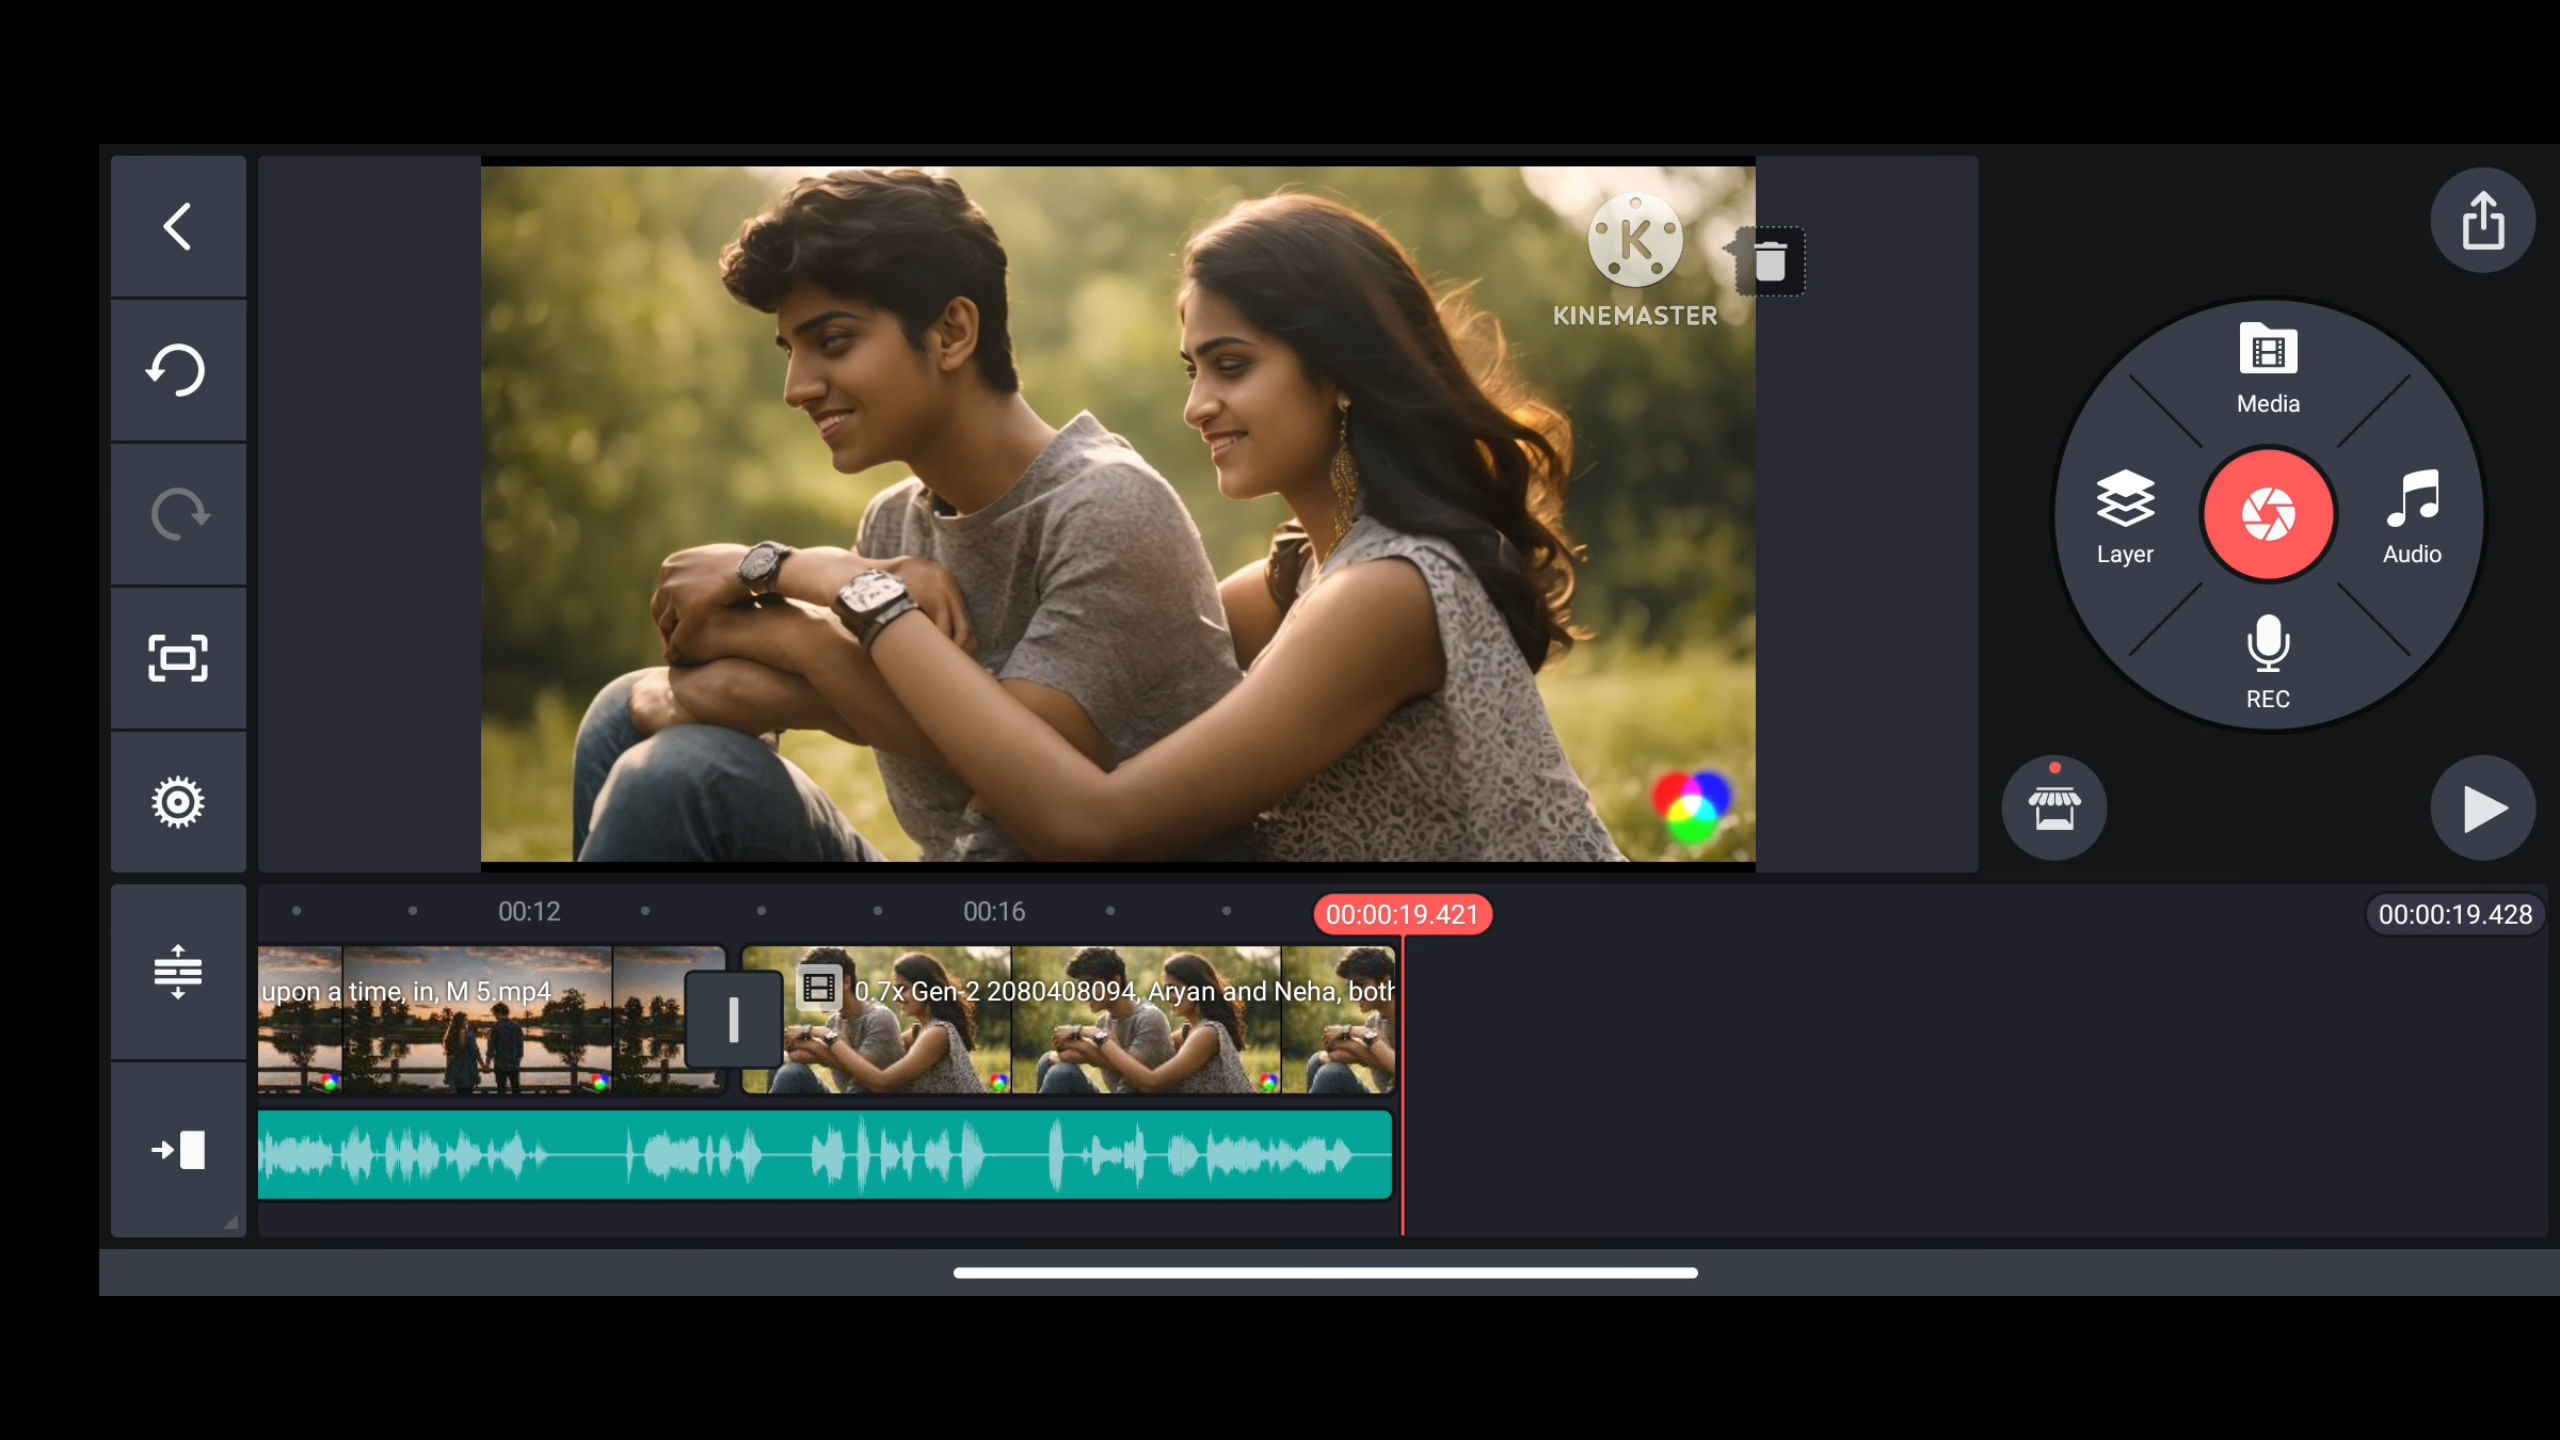 K
KINEMASTER
Media
Layer
Audio
REC
00:12
00:16
00:00:19.421
00:00:19.428
upon a time, in, M 5.mp4
0.7x Gen-2 2080408094, Aryan and Neha, both